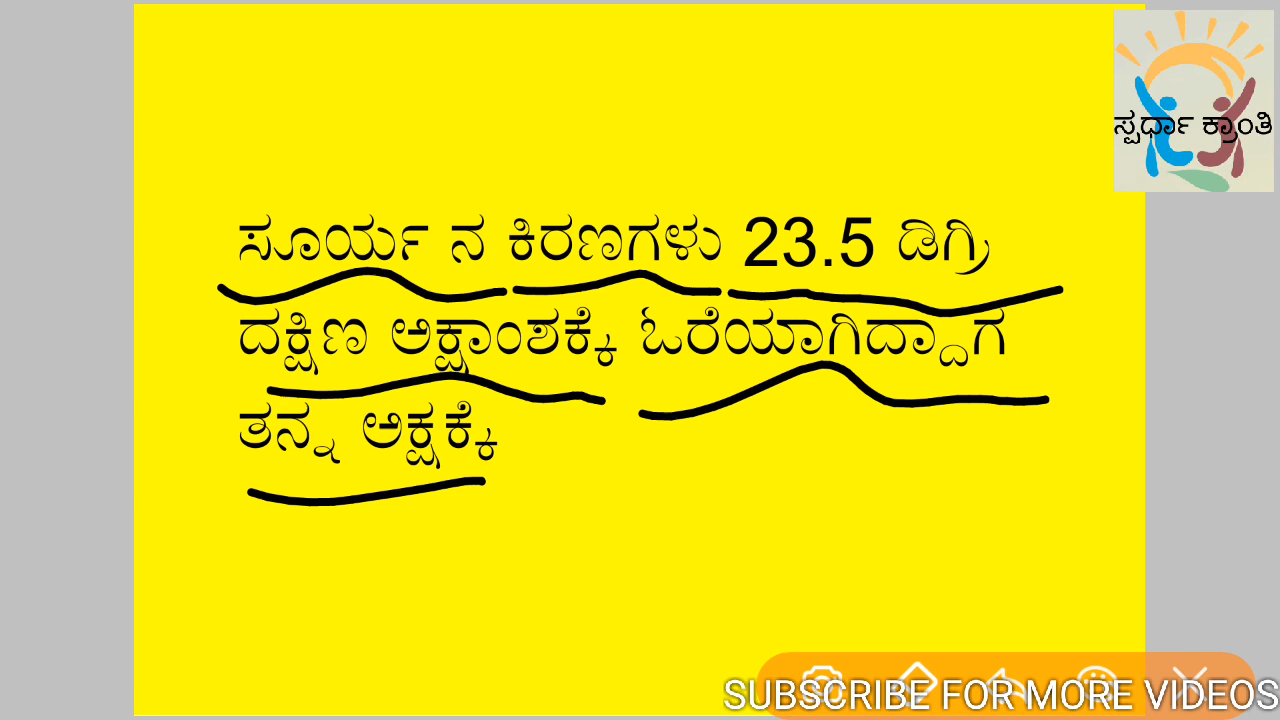 ಸ್ಪರ್ಧಾ ಕ್ರಾಂತಿ
ಸೂರ್ಯ ನ ಕಿರಣಗಳು 23.5 ಡಿಗ್ರಿ
ದಕ್ಷಿಣ ಅಕ್ಷಾಂಶಕ್ಕೆ ಓರೆಯಾಗಿದ್ದಾಗ
ತನ್ನ ಅಕ್ಷಕ್ಕೆ
SUBSCRIBE FOR MORE VIDEOS